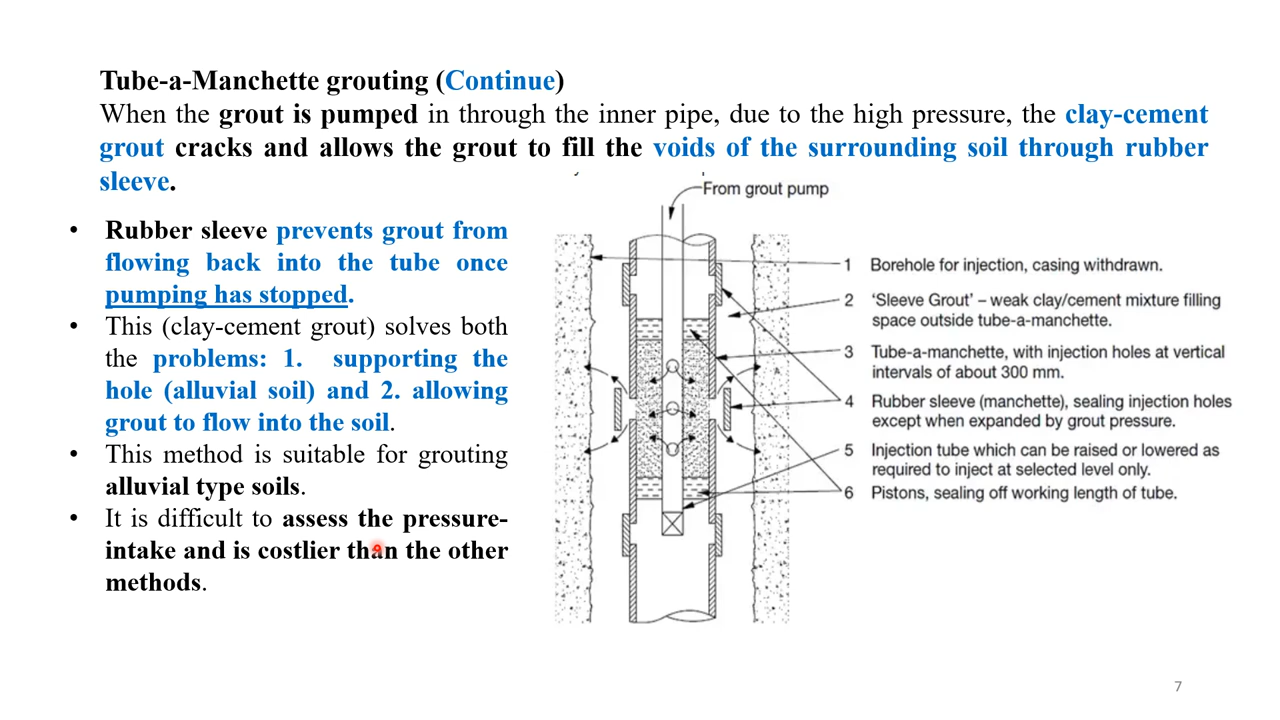 Tube-a-Manchette grouting (Continue)
When the grout is pumped in through the inner pipe, due to the high pressure, the clay-cement
grout cracks and allows the grout to fill the voids of the surrounding soil through rubber
sleeve.
• Rubber sleeve prevents grout from
flowing back into the tube once
pumping has stopped.
• This (clay-cement grout) solves both
the problems: 1. supporting the
hole (alluvial soil) and 2. allowing
grout to flow into the soil.
• This method is suitable for grouting
alluvial type soils.
• It is difficult to assess the pressure-
intake and is costlier than the other
methods.
From grout pump
1 Borehole for injection, casing withdrawn.
2 ‘Sleeve Grout’ – weak clay/cement mixture filling
space outside tube-a-manchette.
3 Tube-a-manchette, with injection holes at vertical
intervals of about 300 mm.
4 Rubber sleeve (manchette), sealing injection holes
except when expanded by grout pressure.
5 Injection tube which can be raised or lowered as
required to inject at selected level only.
6 Pistons, sealing off working length of tube.
7